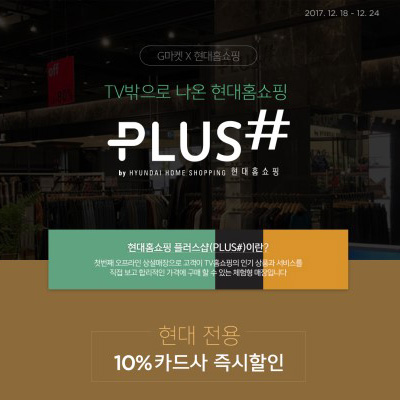 2017. 12. 18 - 12. 24
G마켓 X 현대홈쇼핑
TV밖으로 나온 현대홈쇼핑
PLUS#
by HYUNDAI HOME SHOPPING 현대홈쇼핑
현대홈쇼핑 플러스샵(PLUS#)이란?
첫번째 오프라인 상설매장으로 고객이 TV홈쇼핑의 인기 상품과 서비스를
직접 보고 합리적인 가격에 구매 할 수 있는 체험형 매장입니다
현대 전용
10% 카드사 즉시할인